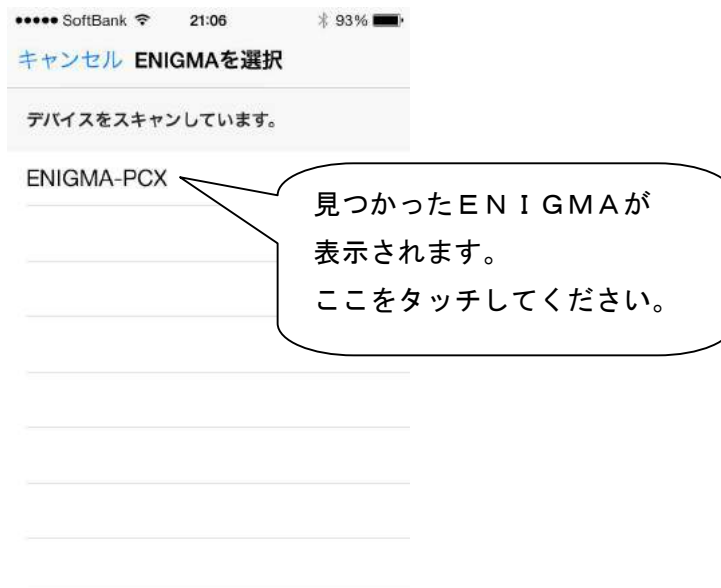 SoftBank 21:06 93%
キャンセル ENIGMAを選択
デバイスをスキャンしています。
ENIGMA-PCX
見つかったＥＮＩＧＭＡが
表示されます。
ここをタッチしてください。